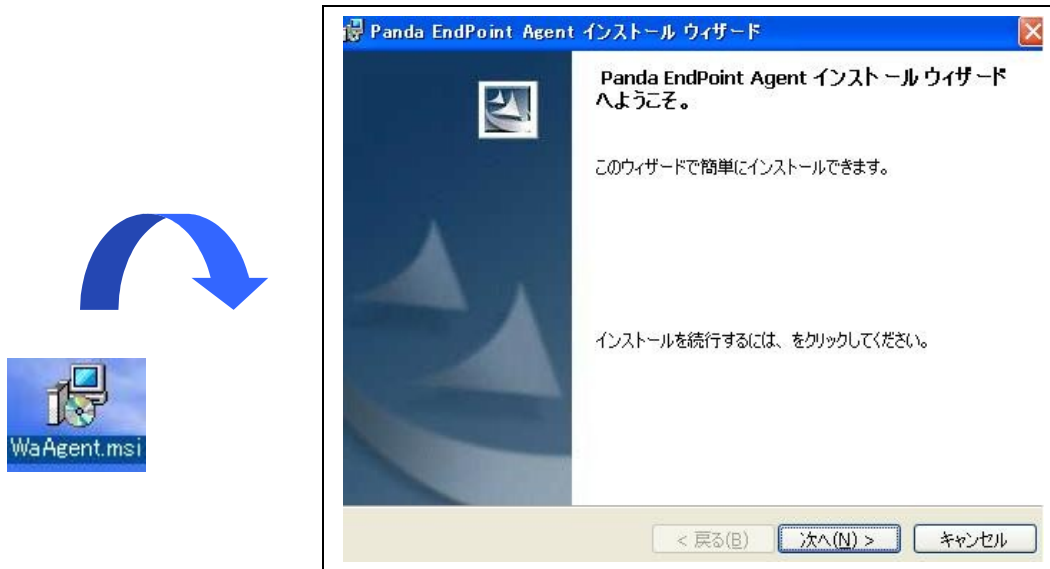 Panda EndPoint Agent インストール ウィザード
Panda EndPoint Agent インストール ウィザード
へようこそ。
このウィザードで簡単にインストールできます。
インストールを続行するには、をクリックしてください。
WaAgent.msi
< 戻る(B)
次へ(N) >
キャンセル